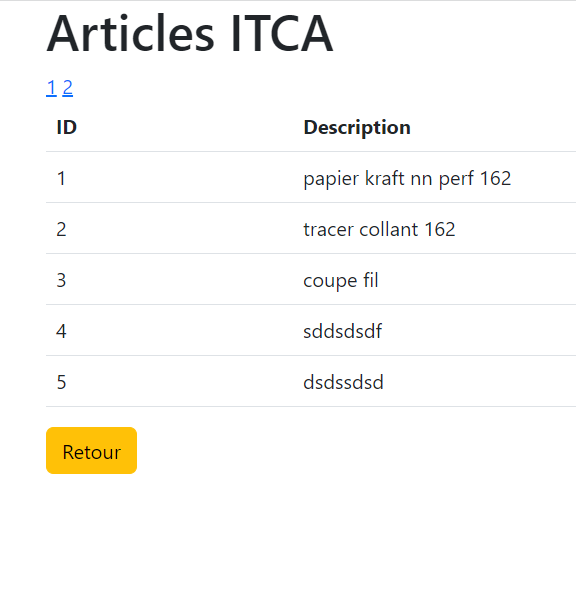 Articles ITCA
1 2
ID Description
1 papier kraft nn perf 162
2 tracer collant 162
3 coupe fil
4 sddsdsdf
5 dsdssdsd
Retour